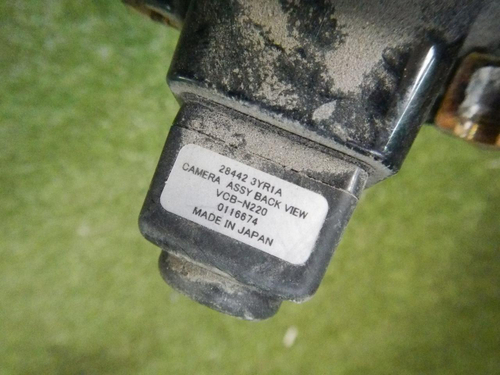 28442 3YR1A
CAMERA ASSY BACK VIEW
VCB-N220
0116674
MADE IN JAPAN